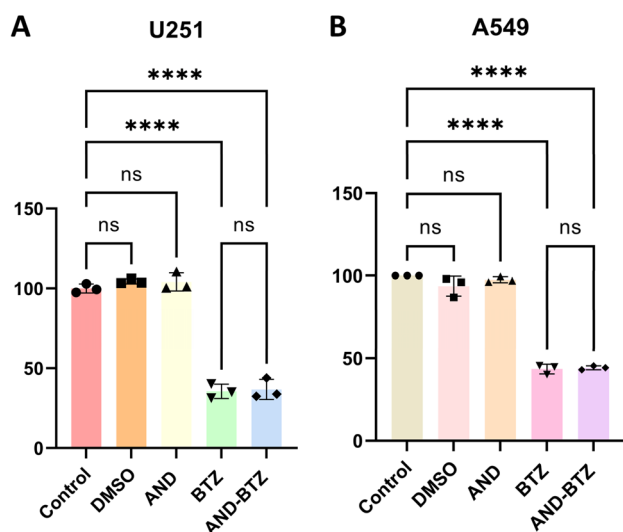 A
U251
****
****
ns
ns
ns
150
100
50
0
Control
DMSO
AND
BTZ
AND-BTZ
B
A549
****
****
ns
ns
ns
150
100
50
0
Control
DMSO
AND
BTZ
AND-BTZ